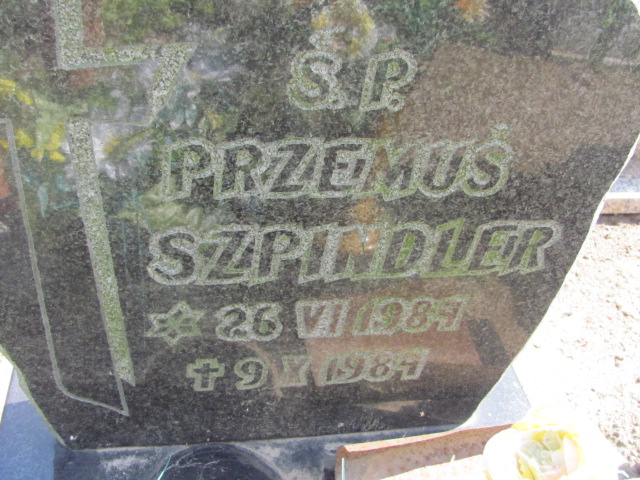 Ś.P.
PRZEMUŚ
SZPINDLER
26 VI 1984
9 X 1984